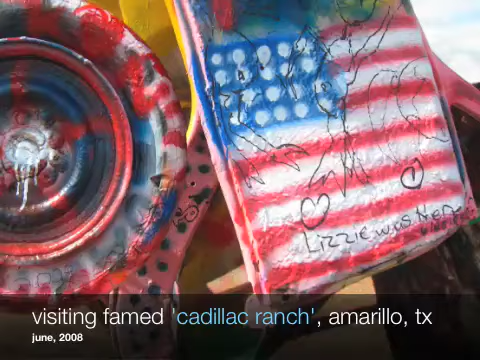 Lizzie was here
visiting famed 'cadillac ranch', amarillo, tx
june, 2008